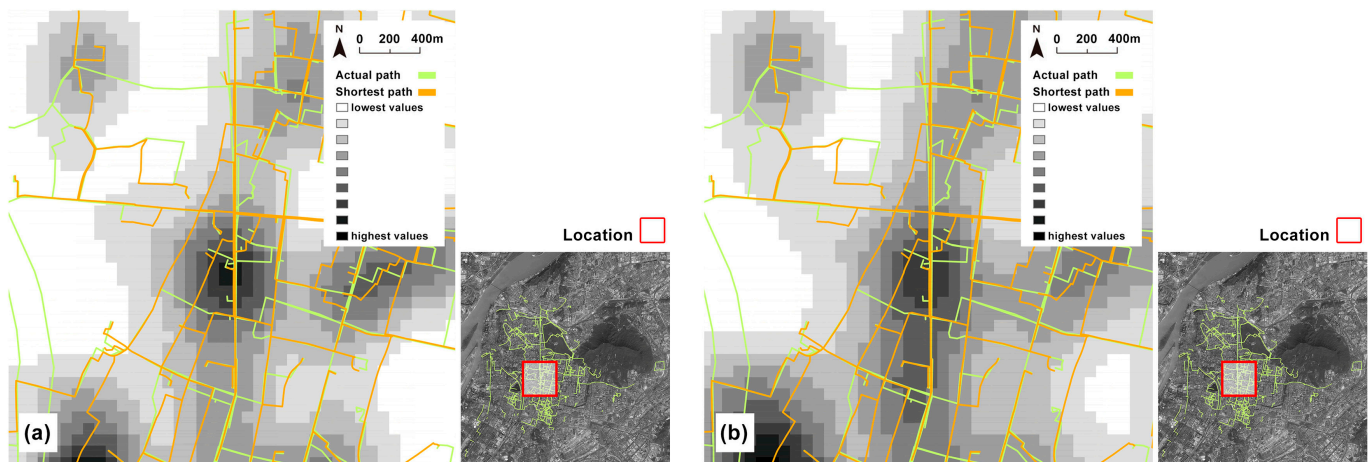 N
0 200 400m
Actual path
Shortest path
lowest values
highest values
Location
(a)
N
0 200 400m
Actual path
Shortest path
lowest values
highest values
Location
(b)